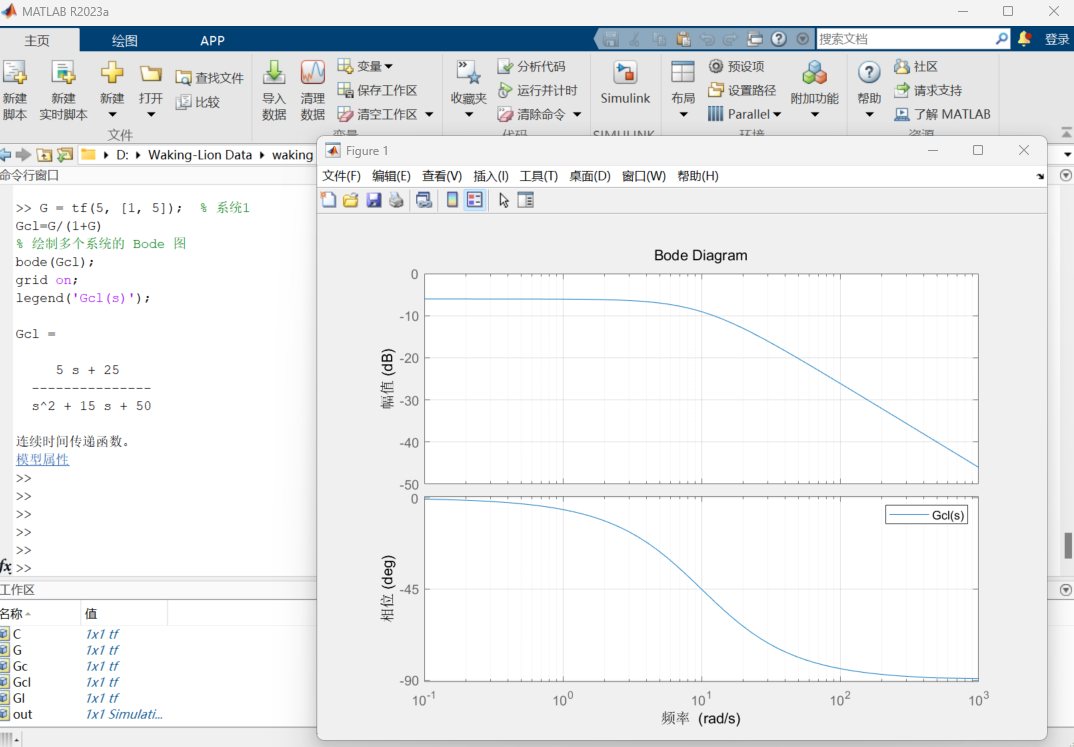 MATLAB R2023a
主页 绘图 APP 搜索文档 登录
新建脚本 新建实时脚本 新建 打开 查找文件 比较
导入数据 清理数据 变量 保存工作区 清空工作区
收藏夹 分析代码 运行并计时 清除命令
Simulink 布局 预设项 设置路径 Parallel 附加功能
帮助 社区 请求支持 了解 MATLAB
文件 变量 代码 SIMULINK 环境 资源
D: Waking-Lion Data waking
命令行窗口
>> G = tf(5, [1, 5]); % 系统1
Gcl=G/(1+G)
% 绘制多个系统的 Bode 图
bode(Gcl);
grid on;
legend('Gcl(s)');
Gcl =
5 s + 25
---------------
s^2 + 15 s + 50
连续时间传递函数。
模型属性
>>
>>
>>
>>
>>
fx >>
工作区
名称 值
C 1x1 tf
G 1x1 tf
Gc 1x1 tf
Gcl 1x1 tf
Gl 1x1 tf
out 1x1 Simulati...
Figure 1
文件(F) 编辑(E) 查看(V) 插入(I) 工具(T) 桌面(D) 窗口(W) 帮助(H)
Bode Diagram
幅值 (dB)
0
-10
-20
-30
-40
-50
相位 (deg)
0
-45
-90
Gcl(s)
10^-1 10^0 10^1 10^2 10^3
频率 (rad/s)